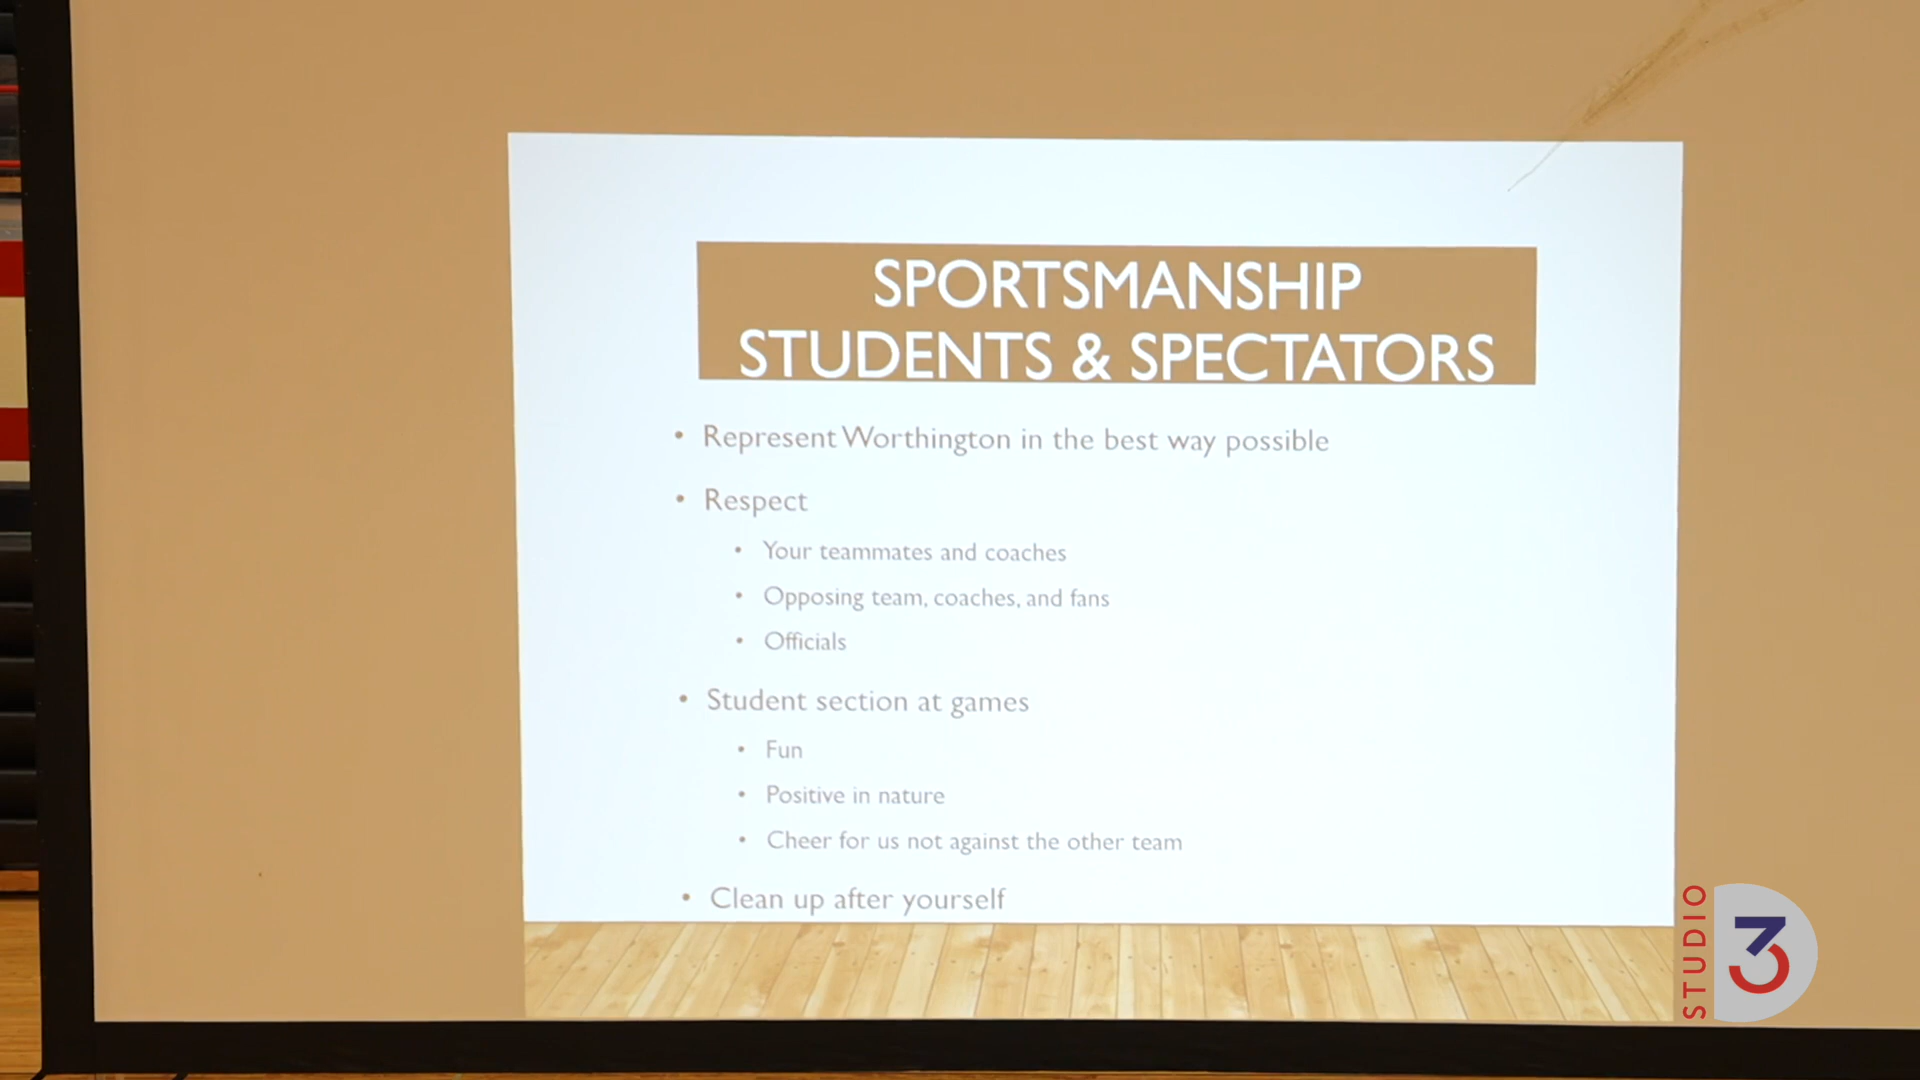 SPORTSMANSHIP
STUDENTS & SPECTATORS
• Represent Worthington in the best way possible
• Respect
• Your teammates and coaches
• Opposing team, coaches, and fans
• Officials
• Student section at games
• Fun
• Positive in nature
• Cheer for us not against the other team
• Clean up after yourself
STUDIO 3